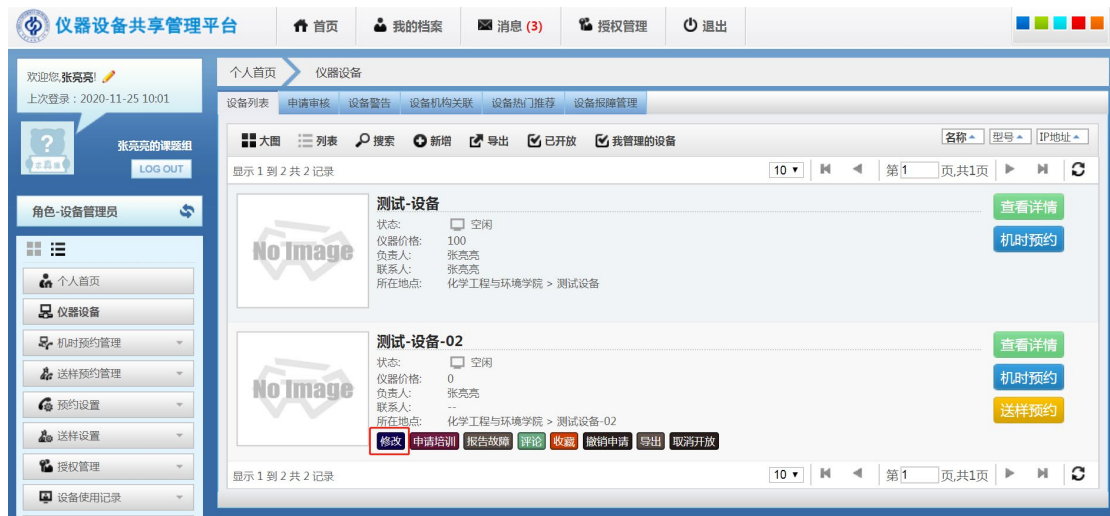 仪器设备共享管理平台 首页 我的档案 消息 (3) 授权管理 退出
欢迎您,张亮亮!
上次登录：2020-11-25 10:01
张亮亮的课题组
LOG OUT
角色-设备管理员
个人首页
仪器设备
机时预约管理
送样预约管理
预约设置
送样设置
授权管理
设备使用记录
个人首页 仪器设备
设备列表 申请审核 设备警告 设备机构关联 设备热门推荐 设备报障管理
大图 列表 搜索 新增 导出 已开放 我管理的设备 名称 型号 IP地址
显示 1 到 2 共 2 记录 10 第 1 页,共1页
测试-设备
状态: 空闲
仪器价格: 100
负责人: 张亮亮
联系人: 张亮亮
所在地点: 化学工程与环境学院 > 测试设备
No Image
查看详情
机时预约
测试-设备-02
状态: 空闲
仪器价格: 0
负责人: 张亮亮
联系人: --
所在地点: 化学工程与环境学院 > 测试设备-02
No Image
修改 申请培训 报告故障 评论 收藏 撤销申请 导出 取消开放
查看详情
机时预约
送样预约
显示 1 到 2 共 2 记录 10 第 1 页,共1页